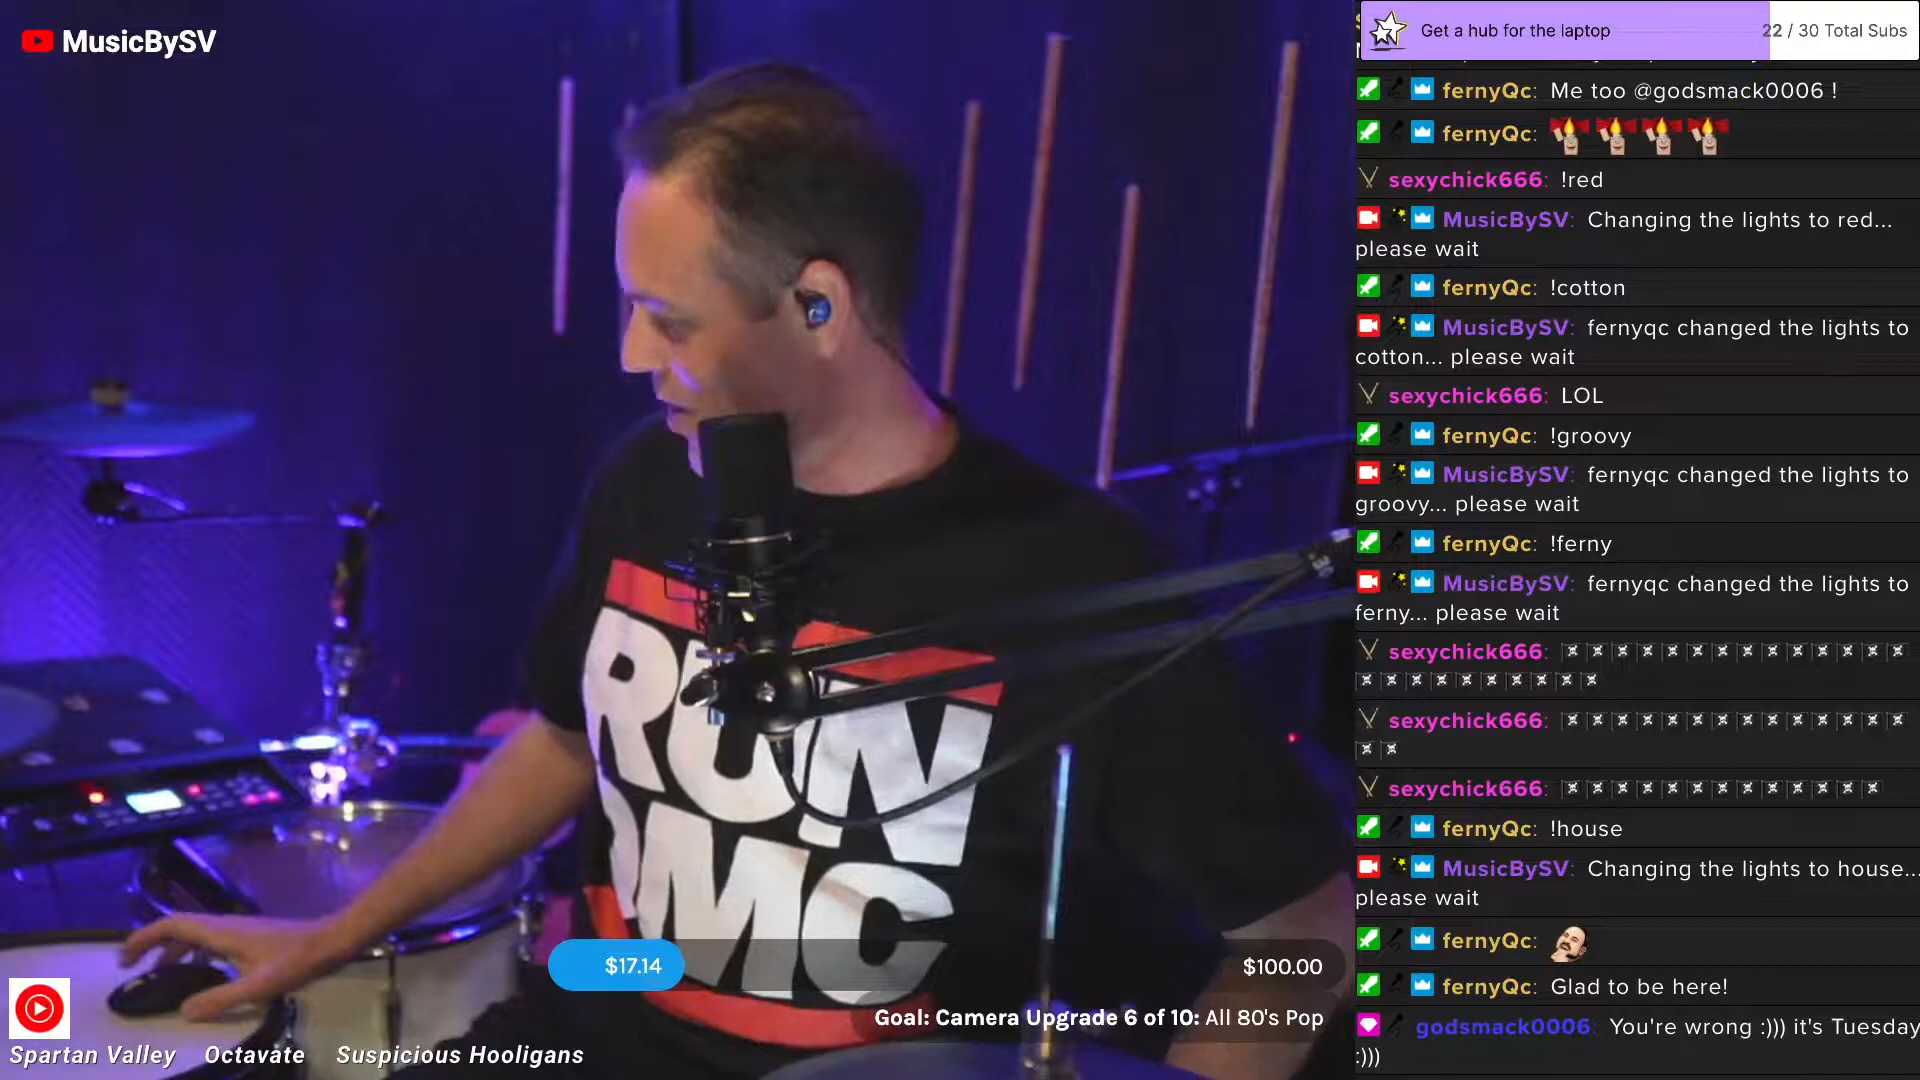 MusicBySV
Get a hub for the laptop
22 / 30 Total Subs
fernyQc: Me too @godsmack0006 !
fernyQc:
sexychick666: !red
MusicBySV: Changing the lights to red...
please wait
fernyQc: !cotton
MusicBySV: fernyqc changed the lights to
cotton... please wait
sexychick666: LOL
fernyQc: !groovy
MusicBySV: fernyqc changed the lights to
groovy... please wait
fernyQc: !ferny
MusicBySV: fernyqc changed the lights to
ferny... please wait
sexychick666:
sexychick666:
sexychick666:
fernyQc: !house
MusicBySV: Changing the lights to house...
please wait
fernyQc:
fernyQc: Glad to be here!
godsmack0006: You're wrong :))) it's Tuesday
:)))
RUN
DMC
$17.14
$100.00
Goal: Camera Upgrade 6 of 10: All 80's Pop
Spartan Valley Octavate Suspicious Hooligans